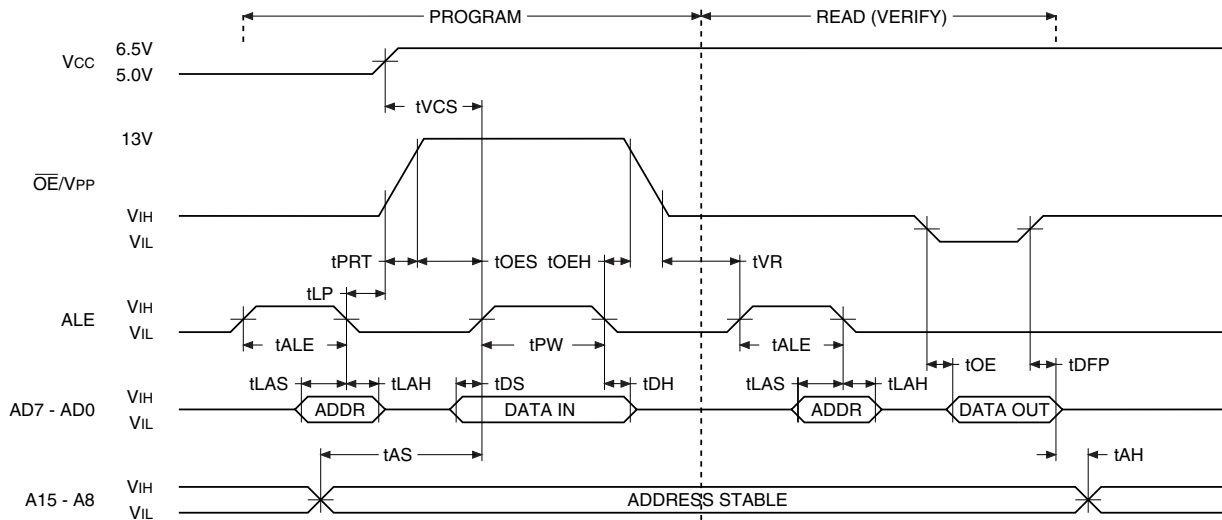 PROGRAM READ (VERIFY)
6.5V
VCC
5.0V
tVCS
13V
OE/VPP
VIH
VIL
tPRT tOES tOEH tVR
tLP
VIH
ALE
VIL
tALE tPW tALE tOE tDFP
tLAS tLAH tDS tDH tLAS tLAH
VIH
AD7 - AD0 ADDR DATA IN ADDR DATA OUT
VIL
tAS tAH
VIH
A15 - A8 ADDRESS STABLE
VIL